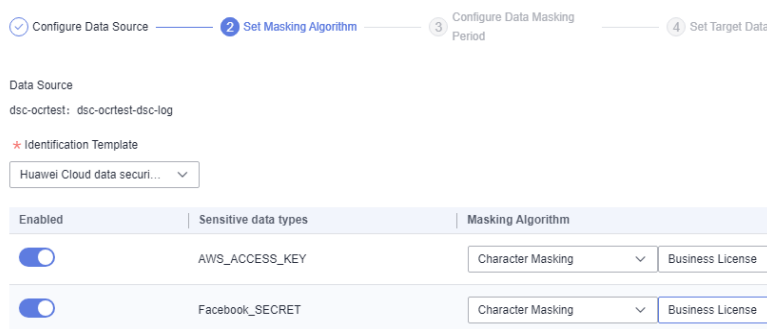 Configure Data Source
2 Set Masking Algorithm
3 Configure Data Masking
Period
4 Set Target Data
Data Source
dsc-ocrtest: dsc-ocrtest-dsc-log
* Identification Template
Huawei Cloud data securi...
Enabled Sensitive data types Masking Algorithm
AWS_ACCESS_KEY Character Masking Business License
Facebook_SECRET Character Masking Business License